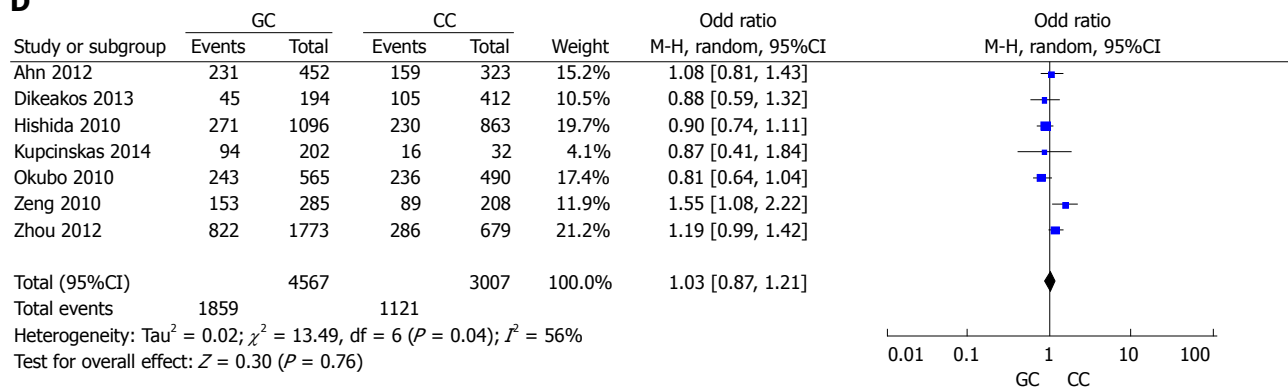 D
GC CC Odd ratio Odd ratio
Study or subgroup Events Total Events Total Weight M-H, random, 95%CI M-H, random, 95%CI
Ahn 2012 231 452 159 323 15.2% 1.08 [0.81, 1.43]
Dikeakos 2013 45 194 105 412 10.5% 0.88 [0.59, 1.32]
Hishida 2010 271 1096 230 863 19.7% 0.90 [0.74, 1.11]
Kupcinskas 2014 94 202 16 32 4.1% 0.87 [0.41, 1.84]
Okubo 2010 243 565 236 490 17.4% 0.81 [0.64, 1.04]
Zeng 2010 153 285 89 208 11.9% 1.55 [1.08, 2.22]
Zhou 2012 822 1773 286 679 21.2% 1.19 [0.99, 1.42]
Total (95%CI) 4567 3007 100.0% 1.03 [0.87, 1.21]
Total events 1859 1121
Heterogeneity: Tau² = 0.02; χ² = 13.49, df = 6 (P = 0.04); I² = 56%
Test for overall effect: Z = 0.30 (P = 0.76)
0.01 0.1 1 10 100
GC CC